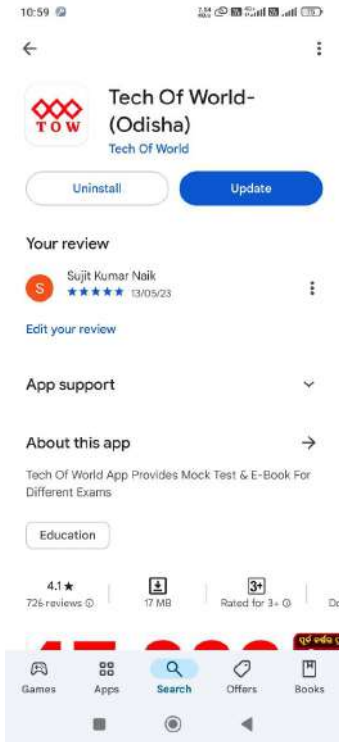 10:59
TOW
Tech Of World-
(Odisha)
Tech Of World
Uninstall
Update
Your review
S
Sujit Kumar Naik
13/05/23
Edit your review
App support
About this app
Tech Of World App Provides Mock Test & E-Book For
Different Exams
Education
4.1★
3+
726 reviews
17 MB
Rated for 3+
Games
Apps
Search
Offers
Books